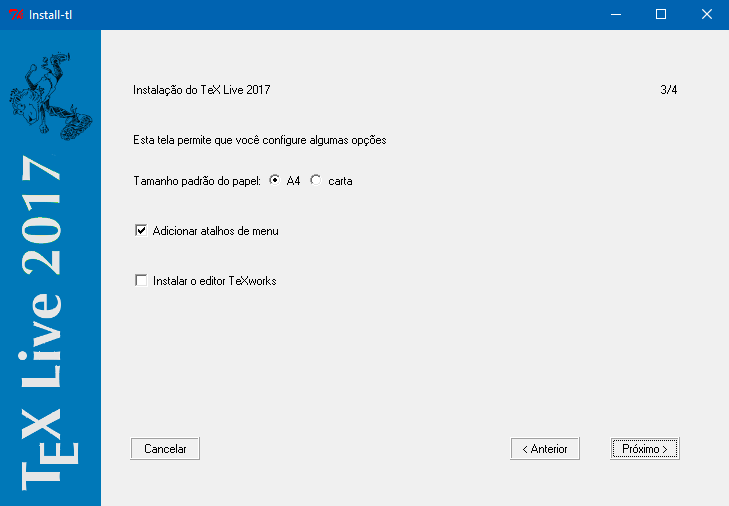 Install-tl
TEX Live 2017
Instalação do TeX Live 2017
3/4
Esta tela permite que você configure algumas opções
Tamanho padrão do papel: A4 carta
Adicionar atalhos de menu
Instalar o editor TeXworks
Cancelar
< Anterior
Próximo >